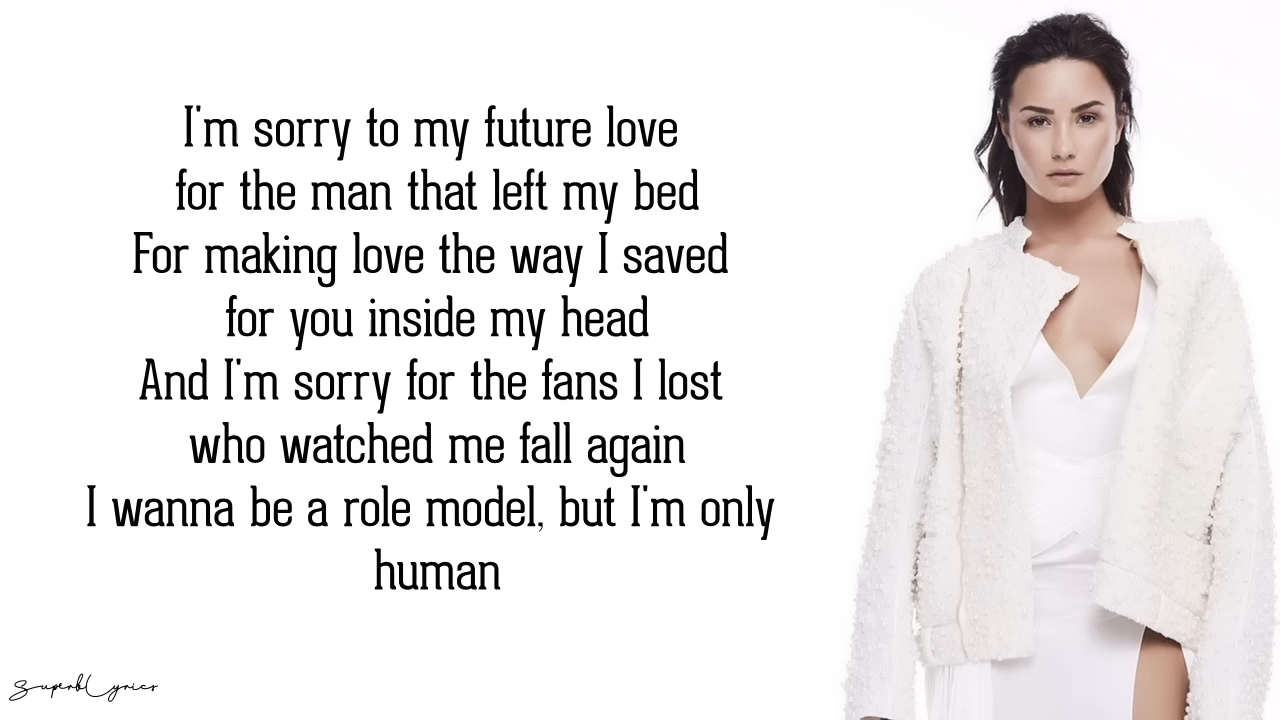 I'm sorry to my future love
for the man that left my bed
For making love the way I saved
for you inside my head
And I'm sorry for the fans I lost
who watched me fall again
I wanna be a role model, but I'm only
human
SuperbLyrics